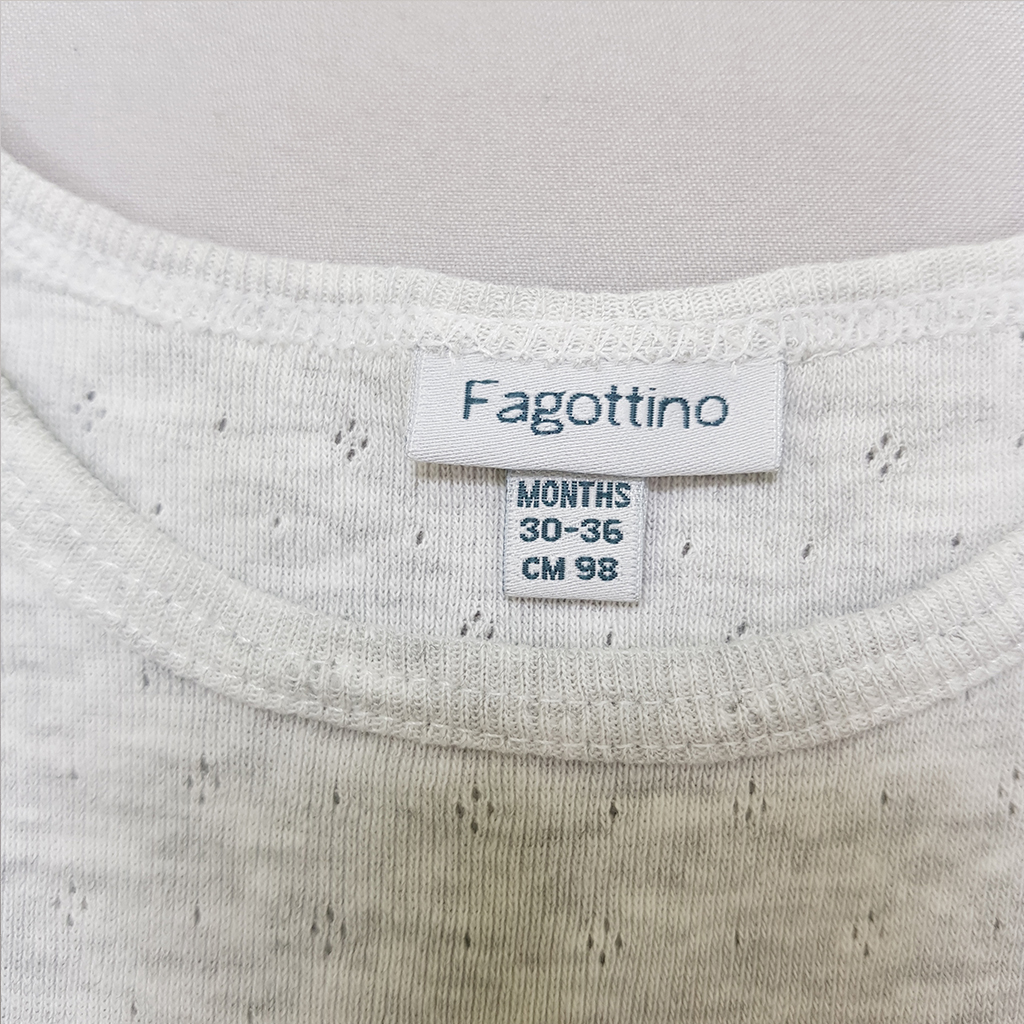 Fagottino
MONTHS
30-36
CM 98